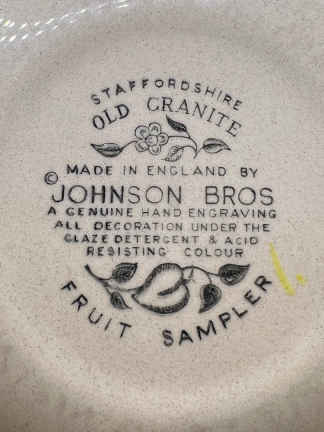 STAFFORDSHIRE
OLD GRANITE
MADE IN ENGLAND BY
©
JOHNSON BROS
A GENUINE HAND ENGRAVING
ALL DECORATION UNDER THE
GLAZE DETERGENT & ACID
RESISTING COLOUR
FRUIT SAMPLER